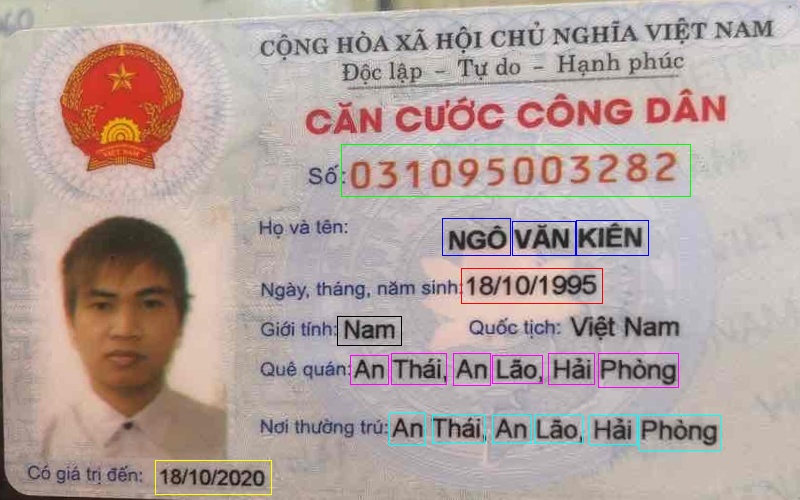 CỘNG HÒA XÃ HỘI CHỦ NGHĨA VIỆT NAM
Độc lập - Tự do - Hạnh phúc
CĂN CƯỚC CÔNG DÂN
Số: 031095003282
Họ và tên: NGÔ VĂN KIÊN
Ngày, tháng, năm sinh: 18/10/1995
Giới tính: Nam Quốc tịch: Việt Nam
Quê quán: An Thái, An Lão, Hải Phòng
Nơi thường trú: An Thái, An Lão, Hải Phòng
Có giá trị đến: 18/10/2020